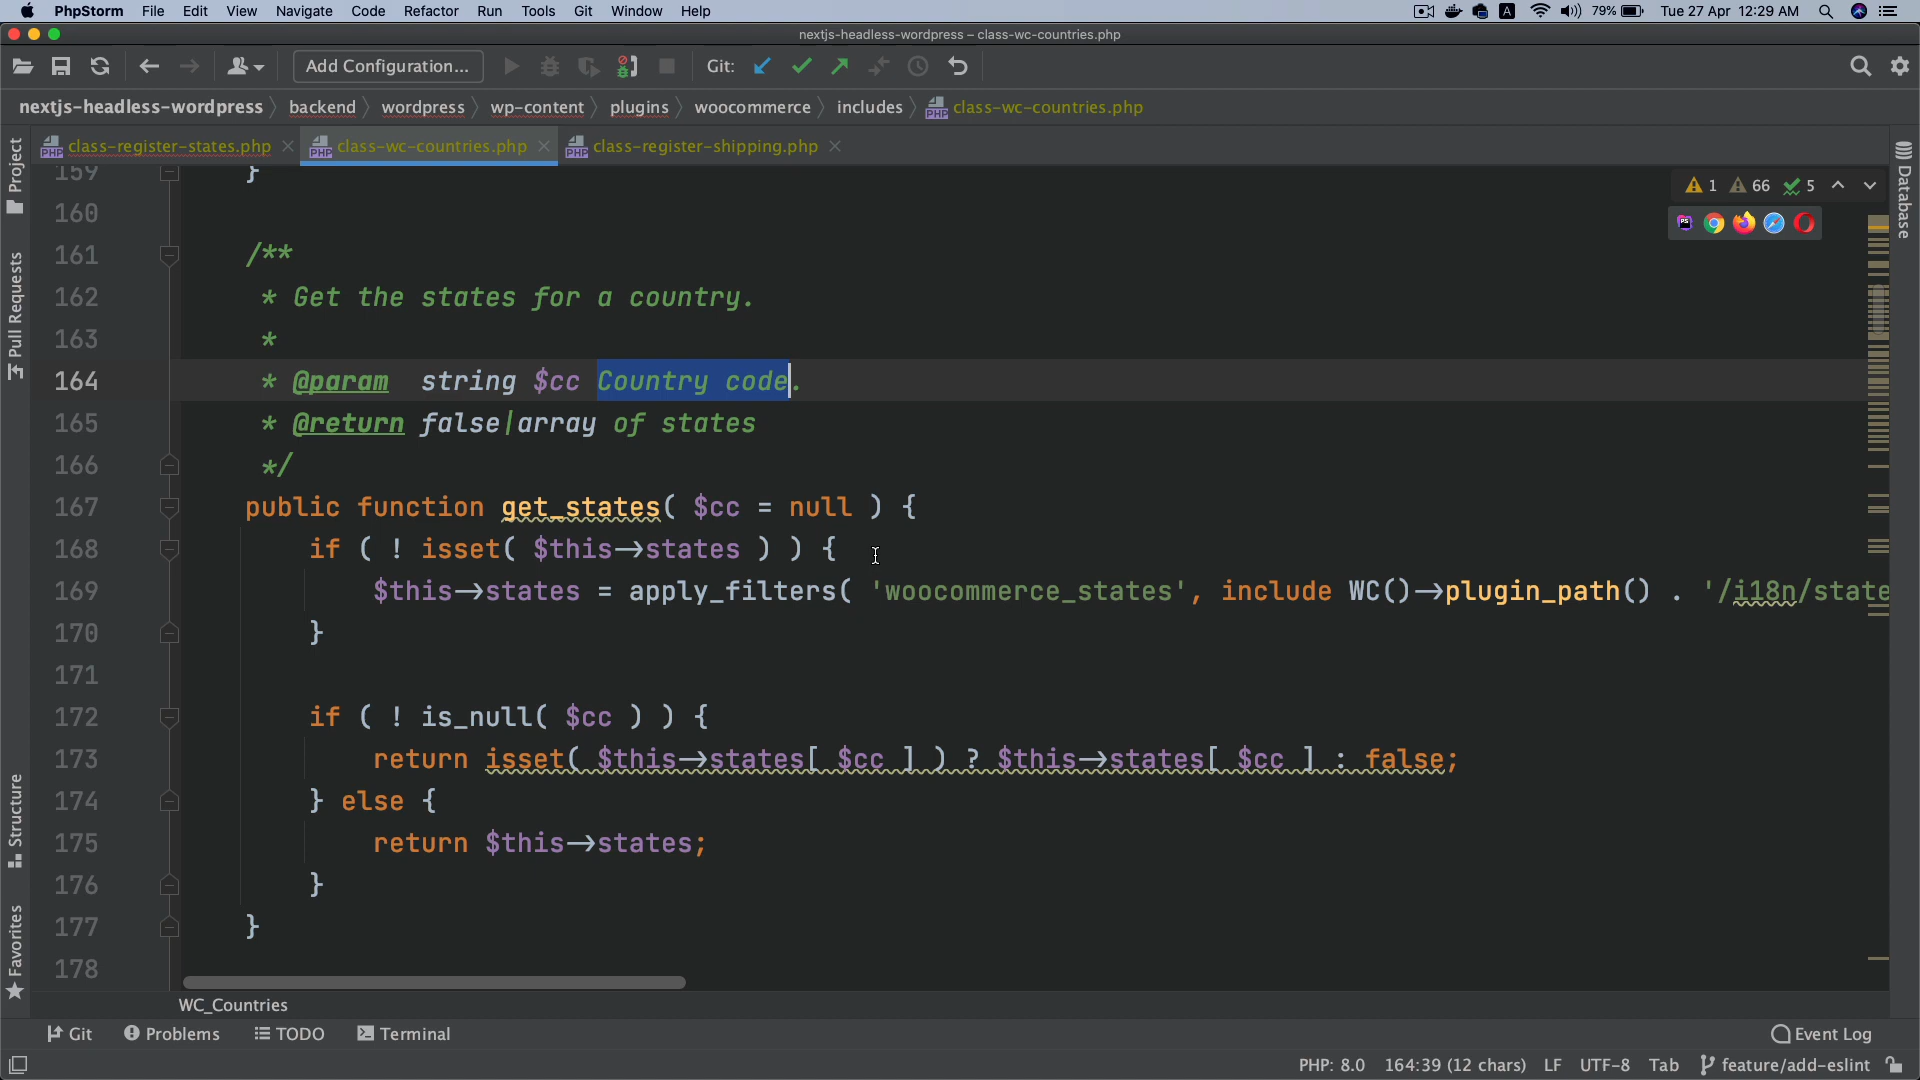 PhpStorm File Edit View Navigate Code Refactor Run Tools Git Window Help A 79% Tue 27 Apr 12:29 AM
nextjs-headless-wordpress – class-wc-countries.php
Add Configuration... Git:
nextjs-headless-wordpress backend wordpress wp-content plugins woocommerce includes class-wc-countries.php
class-register-states.php class-wc-countries.php class-register-shipping.php
Project
Pull Requests
Structure
Favorites
Database
1 66 5
159 }
160
161 /**
162 * Get the states for a country.
163 *
164 * @param string $cc Country code.
165 * @return false|array of states
166 */
167 public function get_states( $cc = null ) {
168 if ( ! isset( $this->states ) ) {
169 $this->states = apply_filters( 'woocommerce_states', include WC()->plugin_path() . '/i18n/state
170 }
171
172 if ( ! is_null( $cc ) ) {
173 return isset( $this->states[ $cc ] ) ? $this->states[ $cc ] : false;
174 } else {
175 return $this->states;
176 }
177 }
178
WC_Countries
Git Problems TODO Terminal Event Log
PHP: 8.0 164:39 (12 chars) LF UTF-8 Tab feature/add-eslint